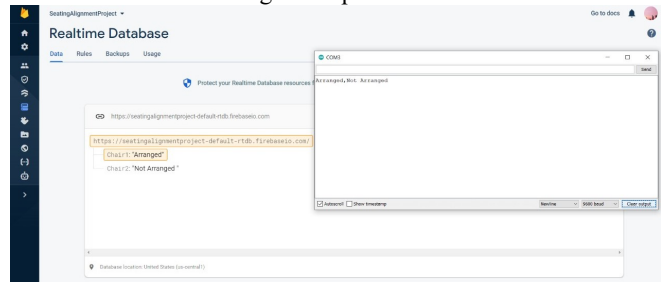 SeatingAlignmentProject
Go to docs
Realtime Database
Data Rules Backups Usage
Protect your Realtime Database resources
https://seatingalignmentproject-default-rtdb.firebaseio.com
https://seatingalignmentproject-default-rtdb.firebaseio.com/
Chair1: "Arranged"
Chair2: "Not Arranged "
Database location: United States (us-central1)
COM3
Send
Arranged,Not Arranged
Autoscroll Show timestamp
Newline 9600 baud Clear output